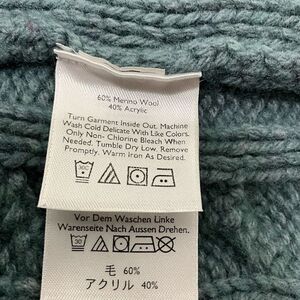 60% Merino Wool
40% Acrylic
Turn Garment Inside Out. Machine
Wash Cold Delicate With Like Colors.
Only Non- Chlorine Bleach When
Needed. Tumble Dry Low. Remove
Promptly. Warm Iron As Desired.
30°
Vor Dem Waschen Linke
Warenseite Nach Aussen Drehen.
30
毛 60%
アクリル 40%